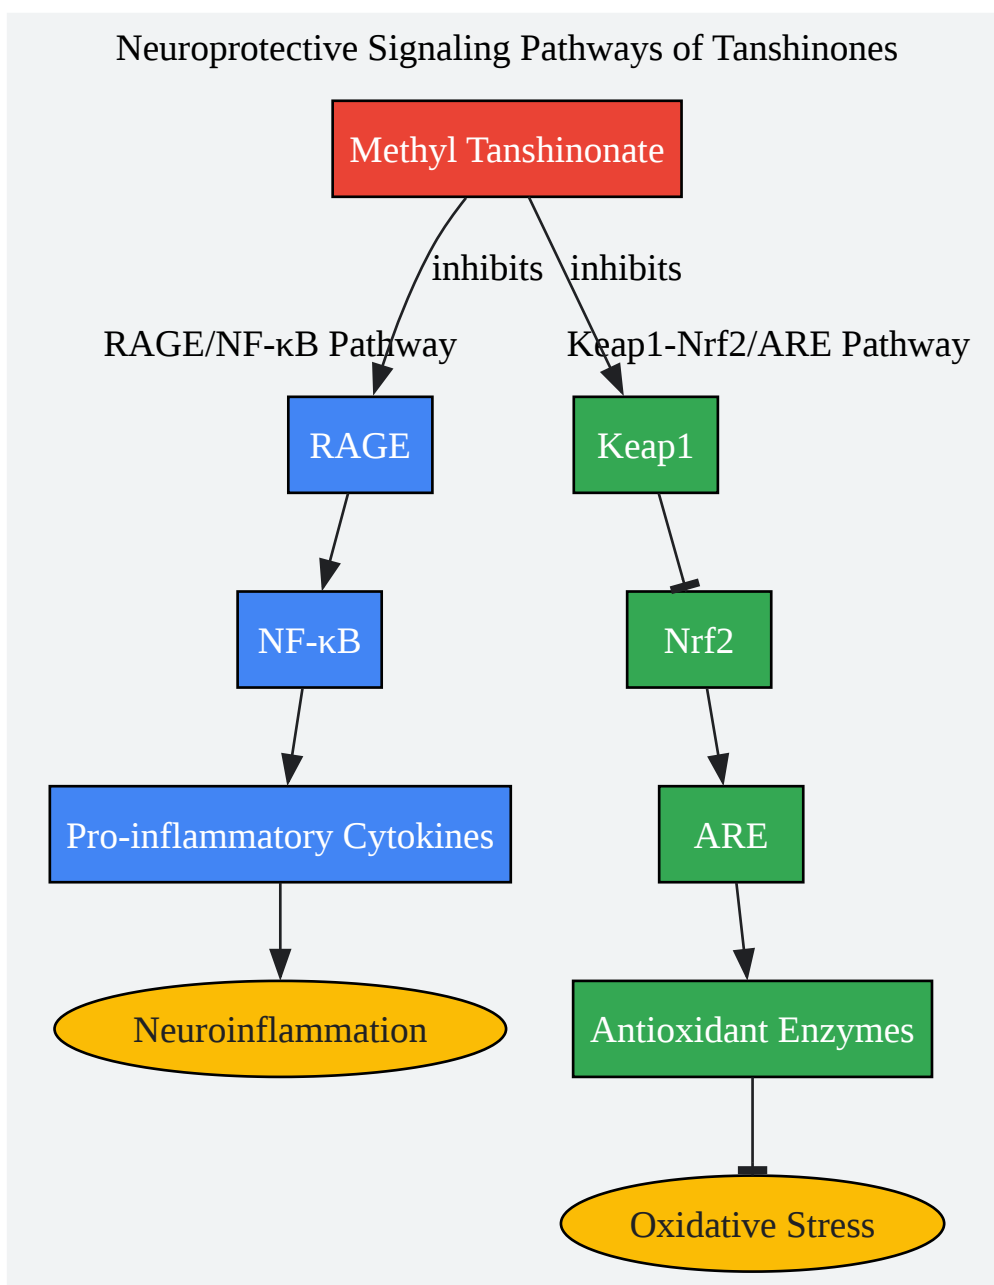 Neuroprotective Signaling Pathways of Tanshinones
Methyl Tanshinonate
inhibits
inhibits
RAGE/NF-κB Pathway
Keap1-Nrf2/ARE Pathway
RAGE
Keap1
NF-κB
Nrf2
Pro-inflammatory Cytokines
ARE
Neuroinflammation
Antioxidant Enzymes
Oxidative Stress